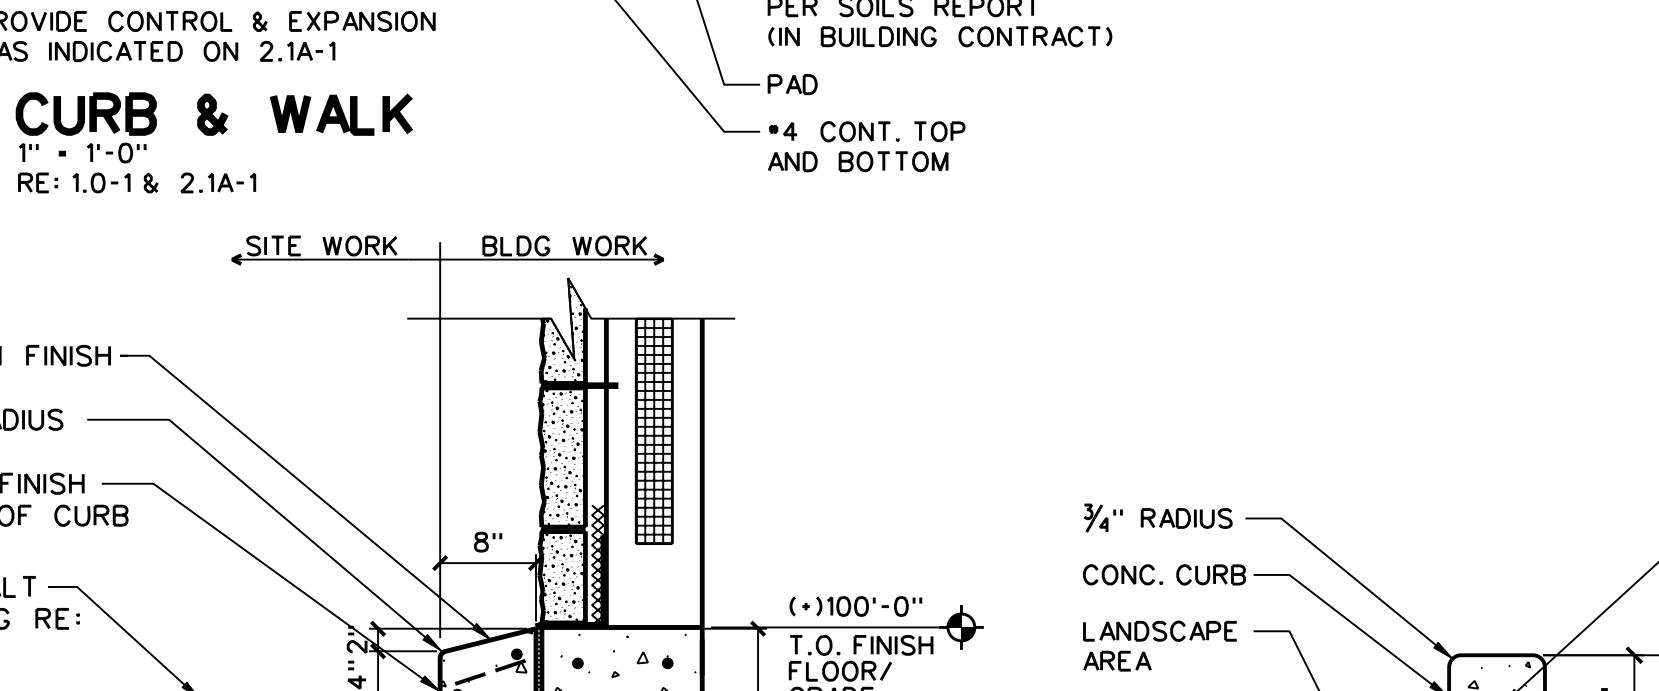 CONTROL & EXPANSION
AS INDICATED ON 2.1A-1
CURB & WALK
1" = 1'-0"
RE: 1.0-1 & 2.1A-1
PER SOILS REPORT
(IN BUILDING CONTRACT)
PAD
#4 CONT. TOP
AND BOTTOM
SITE WORK
BLDG WORK
FINISH
FINISH
OF CURB
RE:
8"
2"
4"
(+)100'-0"
T.O. FINISH
FLOOR/
3/4" RADIUS
CONC. CURB
LANDSCAPE
AREA